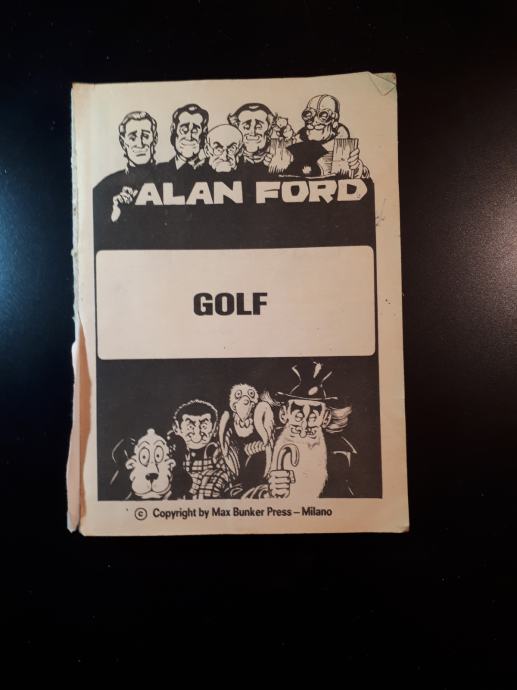 ALAN FORD
GOLF
© Copyright by Max Bunker Press – Milano